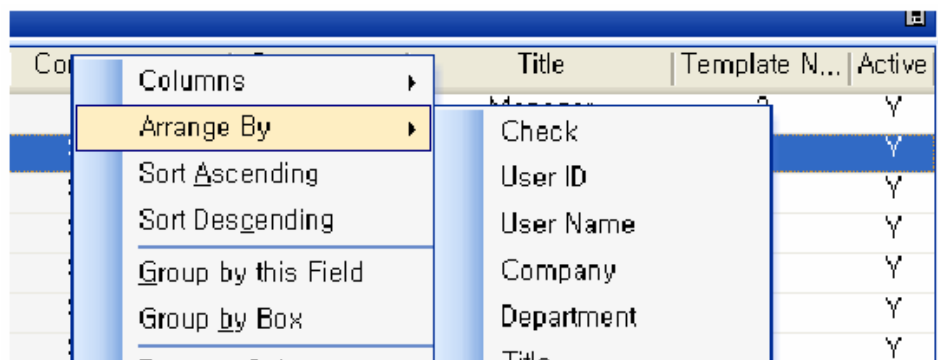 Title Template N... Active
Columns
Arrange By
Sort Ascending
Sort Descending
Group by this Field
Group by Box
Check
User ID
User Name
Company
Department
Title
Y
Y
Y
Y
Y
Y
Y